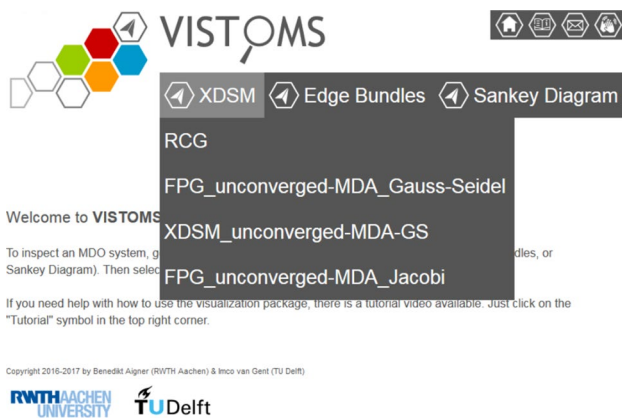 VISTOMS
XDSM Edge Bundles Sankey Diagram
RCG
FPG_unconverged-MDA_Gauss-Seidel
XDSM_unconverged-MDA-GS
FPG_unconverged-MDA_Jacobi
Welcome to VISTOMS
To inspect an MDO system, g dles, or
Sankey Diagram). Then selec
If you need help with how to use the visualization package, there is a tutorial video available. Just click on the
"Tutorial" symbol in the top right corner.
Copyright 2016-2017 by Benedikt Aigner (RWTH Aachen) & Imco van Gent (TU Delft)
RWTHAACHEN
UNIVERSITY
TUDelft